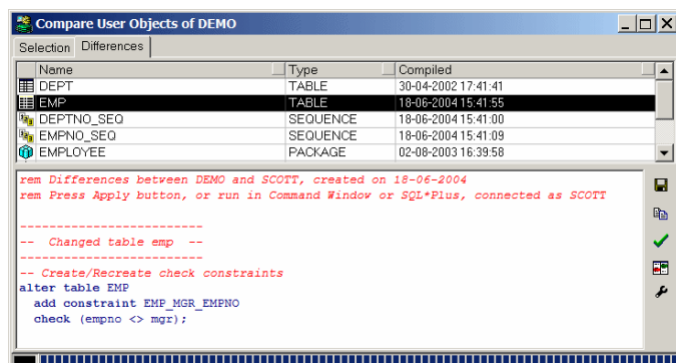 Compare User Objects of DEMO
Selection Differences
Name Type Compiled
DEPT TABLE 30-04-2002 17:41:41
EMP TABLE 18-06-2004 15:41:55
DEPTNO_SEQ SEQUENCE 18-06-2004 15:41:00
EMPNO_SEQ SEQUENCE 18-06-2004 15:41:09
EMPLOYEE PACKAGE 02-08-2003 16:39:58
rem Differences between DEMO and SCOTT, created on 18-06-2004
rem Press Apply button, or run in Command Window or SQL*Plus, connected as SCOTT
--------------------------
--  Changed table emp  --
--------------------------
-- Create/Recreate check constraints
alter table EMP
  add constraint EMP_MGR_EMPNO
  check (empno <> mgr);